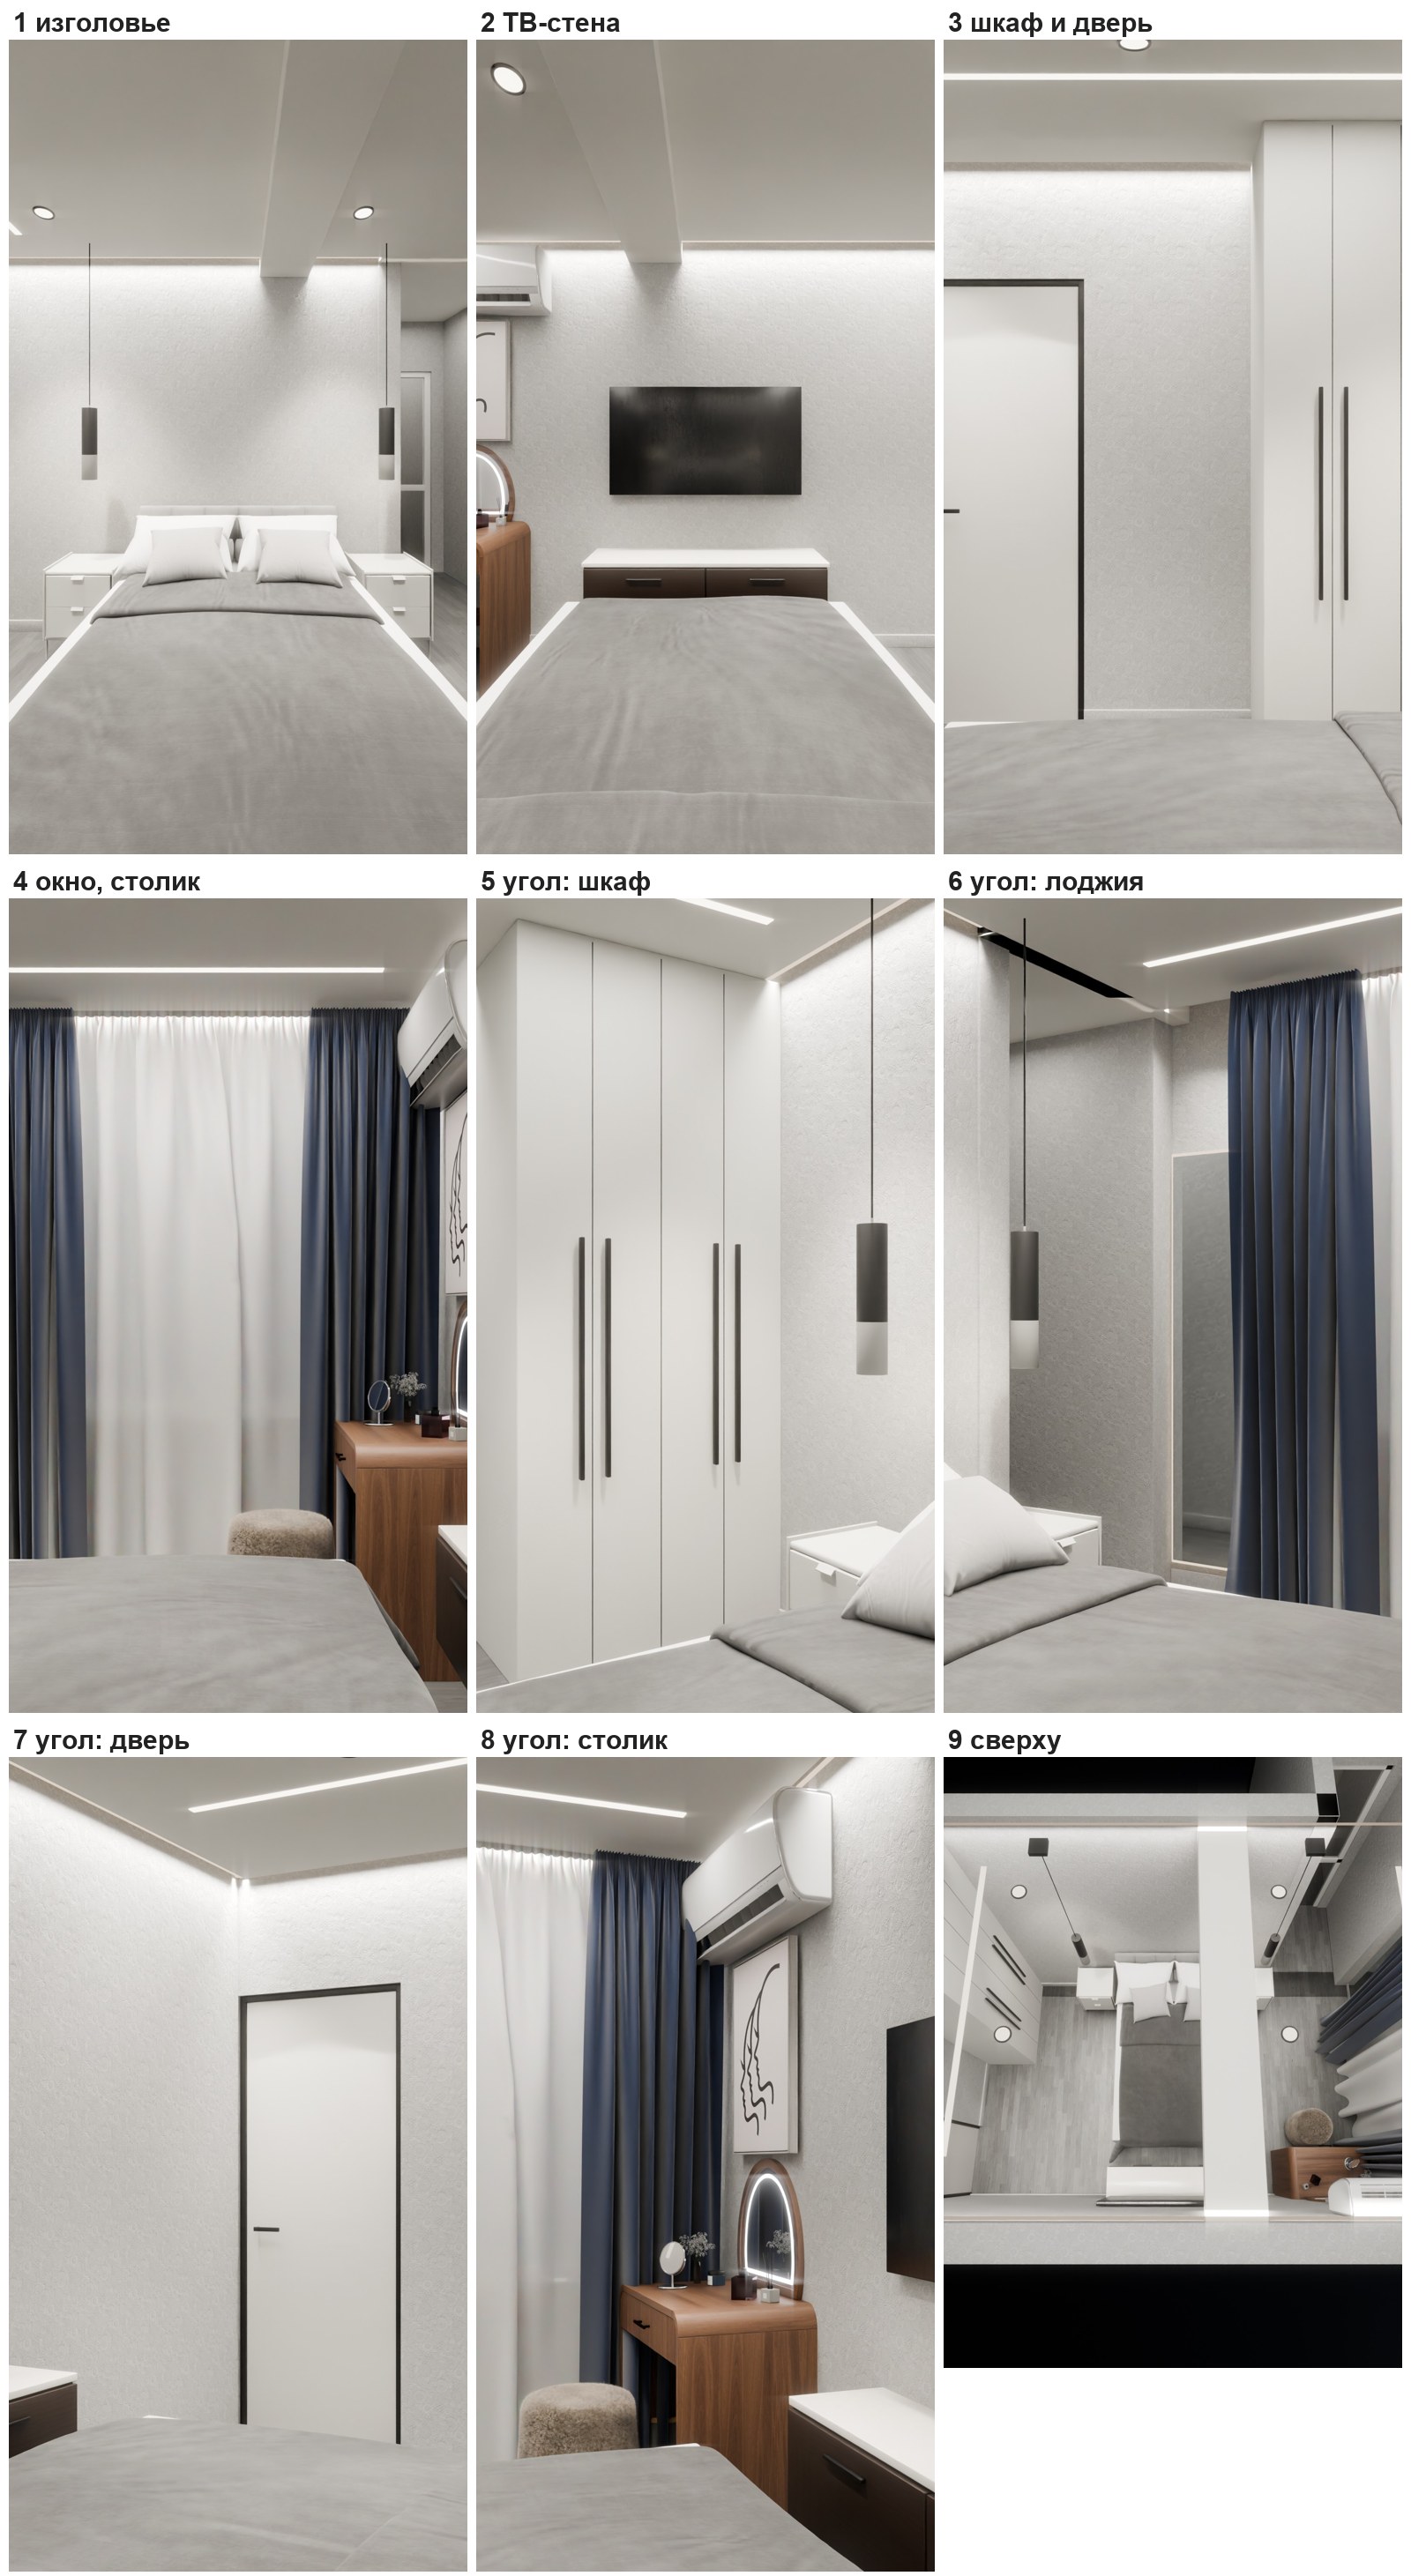 1 изголовье
2 ТВ-стена
3 шкаф и дверь
4 окно, столик
5 угол: шкаф
6 угол: лоджия
7 угол: дверь
8 угол: столик
9 сверху